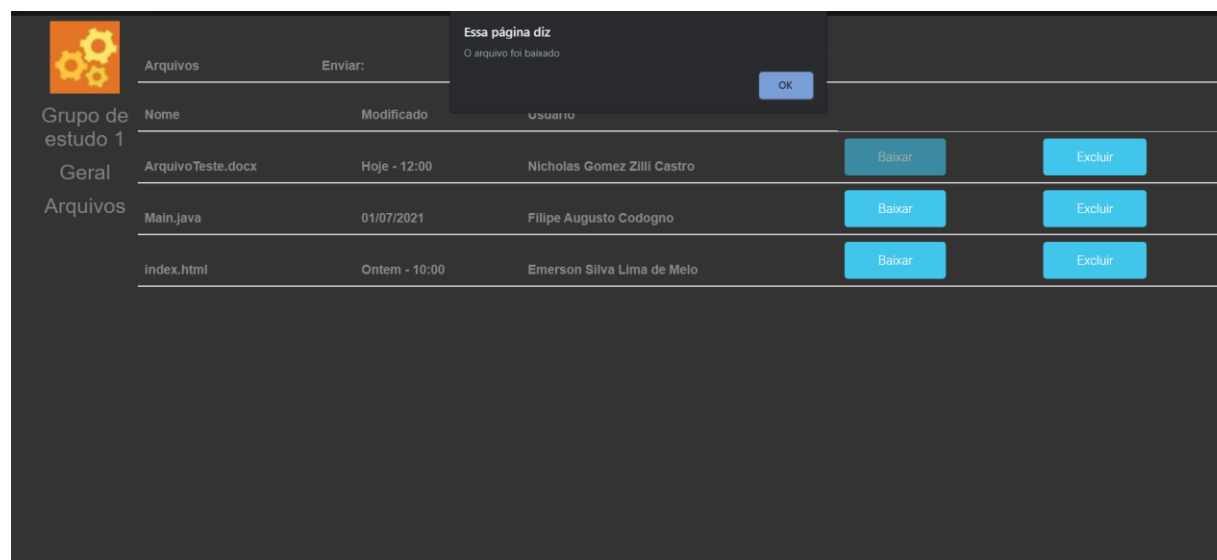 Essa página diz
O arquivo foi baixado
OK
Arquivos Enviar:
Grupo de estudo 1
Geral
Arquivos
Nome Modificado Usuário
ArquivoTeste.docx Hoje - 12:00 Nicholas Gomez Zilli Castro Baixar Excluir
Main.java 01/07/2021 Filipe Augusto Codogno Baixar Excluir
index.html Ontem - 10:00 Emerson Silva Lima de Melo Baixar Excluir